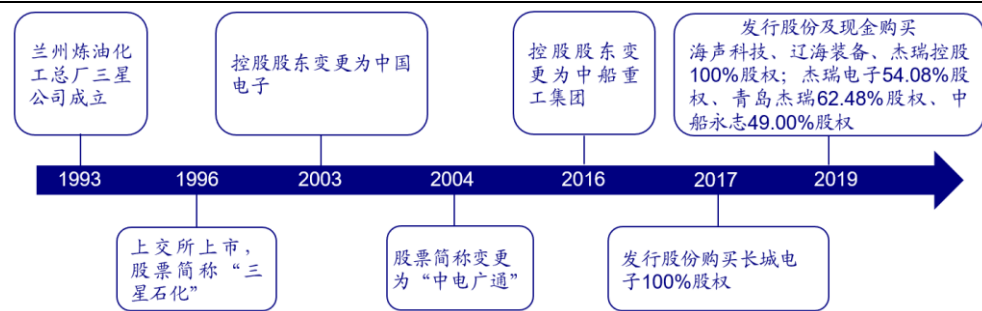 兰州炼油化
工总厂三星
公司成立
控股股东变更为中国
电子
控股股东变
更为中船重
工集团
发行股份及现金购买
海声科技、辽海装备、杰瑞控股
100%股权；杰瑞电子54.08%股
权、青岛杰瑞62.48%股权、中
船永志49.00%股权
1993 1996 2003 2004 2016 2017 2019
上交所上市，
股票简称“三
星石化”
股票简称变更
为“中电广通”
发行股份购买长城电
子100%股权